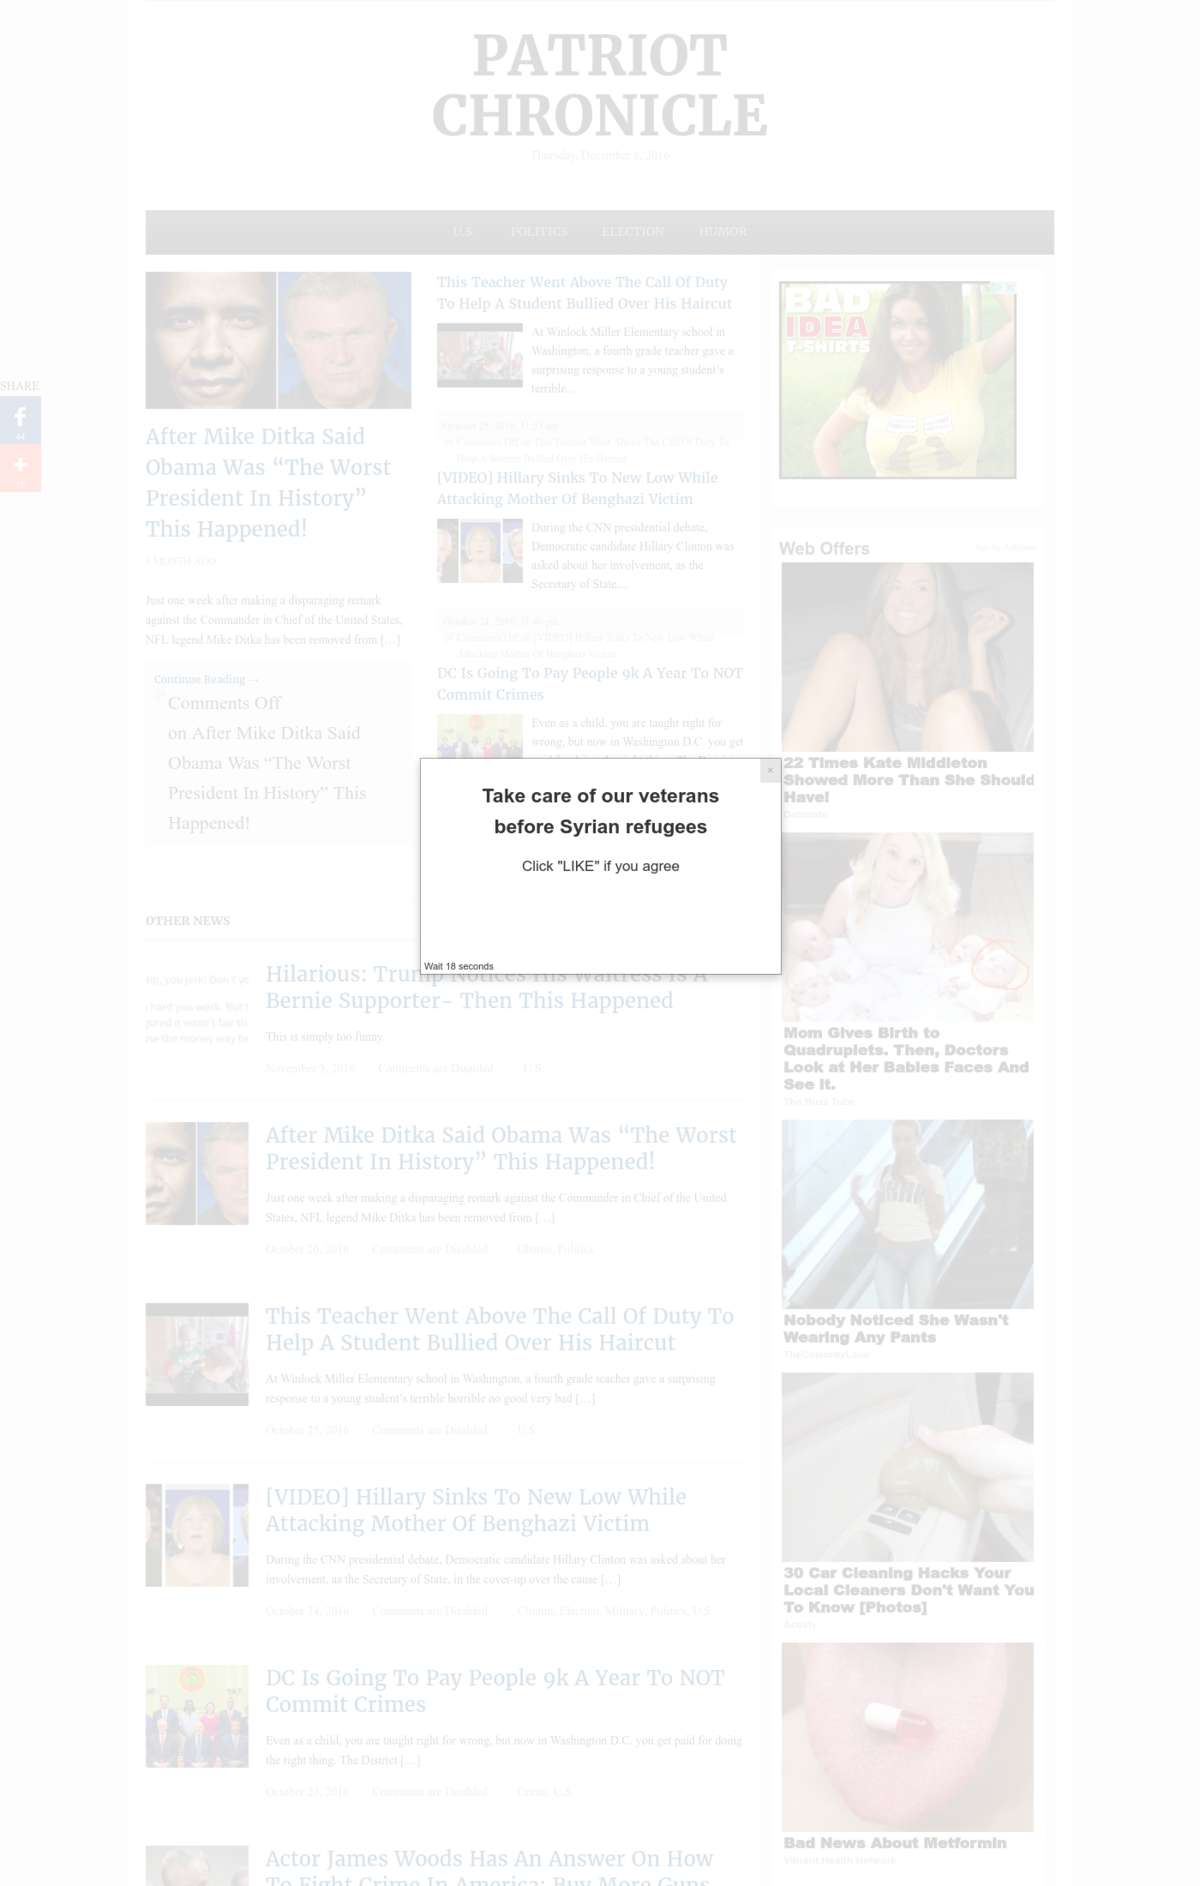 PATRIOT
CHRONICLE
Thursday, December 8, 2016
U.S.
POLITICS
ELECTION
HUMOR
SHARE
After Mike Ditka Said
Obama Was “The Worst
President In History”
This Happened!
Just one week after making a disparaging remark
against the Commander in Chief of the United States,
NFL legend Mike Ditka has been removed from [...]
Continue Reading →
Comments Off
on After Mike Ditka Said
Obama Was “The Worst
President In History” This
Happened!
This Teacher Went Above The Call Of Duty
To Help A Student Bullied Over His Haircut
At Winlock Miller Elementary school in
Washington, a fourth grade teacher gave a
surprising response to a young student’s
terrible...
Comments Off on This Teacher Went Above The Call Of Duty To
Help A Student Bullied Over His Haircut
[VIDEO] Hillary Sinks To New Low While
Attacking Mother Of Benghazi Victim
During the CNN presidential debate,
Democratic candidate Hillary Clinton was
asked about her involvement, as the
Secretary of State,...
Comments Off on [VIDEO] Hillary Sinks To New Low While
Attacking Mother Of Benghazi Victim
DC Is Going To Pay People 9k A Year To NOT
Commit Crimes
Even as a child, you are taught right for
wrong, but now in Washington D.C. you get
BAD
IDEA
T-SHIRTS
Web Offers
22 Times Kate Middleton
Showed More Than She Should
Have!
Mom Gives Birth to
Quadruplets. Then, Doctors
Look at Her Babies Faces And
See it.
Nobody Noticed She Wasn't
Wearing Any Pants
30 Car Cleaning Hacks Your
Local Cleaners Don't Want You
To Know [Photos]
Bad News About Metformin
Vibrant Health Network
×
Take care of our veterans
before Syrian refugees
Click "LIKE" if you agree
Wait 18 seconds
OTHER NEWS
Hilarious: Trump Notices His Waitress Is A
Bernie Supporter- Then This Happened
This is simply too funny.
November 3, 2016 Comments are Disabled U.S.
After Mike Ditka Said Obama Was “The Worst
President In History” This Happened!
Just one week after making a disparaging remark against the Commander in Chief of the United
States, NFL legend Mike Ditka has been removed from [...]
October 26, 2016 Comments are Disabled Obama, Politics
This Teacher Went Above The Call Of Duty To
Help A Student Bullied Over His Haircut
At Winlock Miller Elementary school in Washington, a fourth grade teacher gave a surprising
response to a young student’s terrible horrible no good very bad [...]
October 25, 2016 Comments are Disabled U.S.
[VIDEO] Hillary Sinks To New Low While
Attacking Mother Of Benghazi Victim
During the CNN presidential debate, Democratic candidate Hillary Clinton was asked about her
involvement, as the Secretary of State, in the cover-up over the cause [...]
October 24, 2016 Comments are Disabled Clinton, Election, Military, Politics, U.S.
DC Is Going To Pay People 9k A Year To NOT
Commit Crimes
Even as a child, you are taught right for wrong, but now in Washington D.C. you get paid for doing
the right thing. The District [...]
October 23, 2016 Comments are Disabled Crime, U.S.
Actor James Woods Has An Answer On How
To Fight Crime In America: Buy More Guns